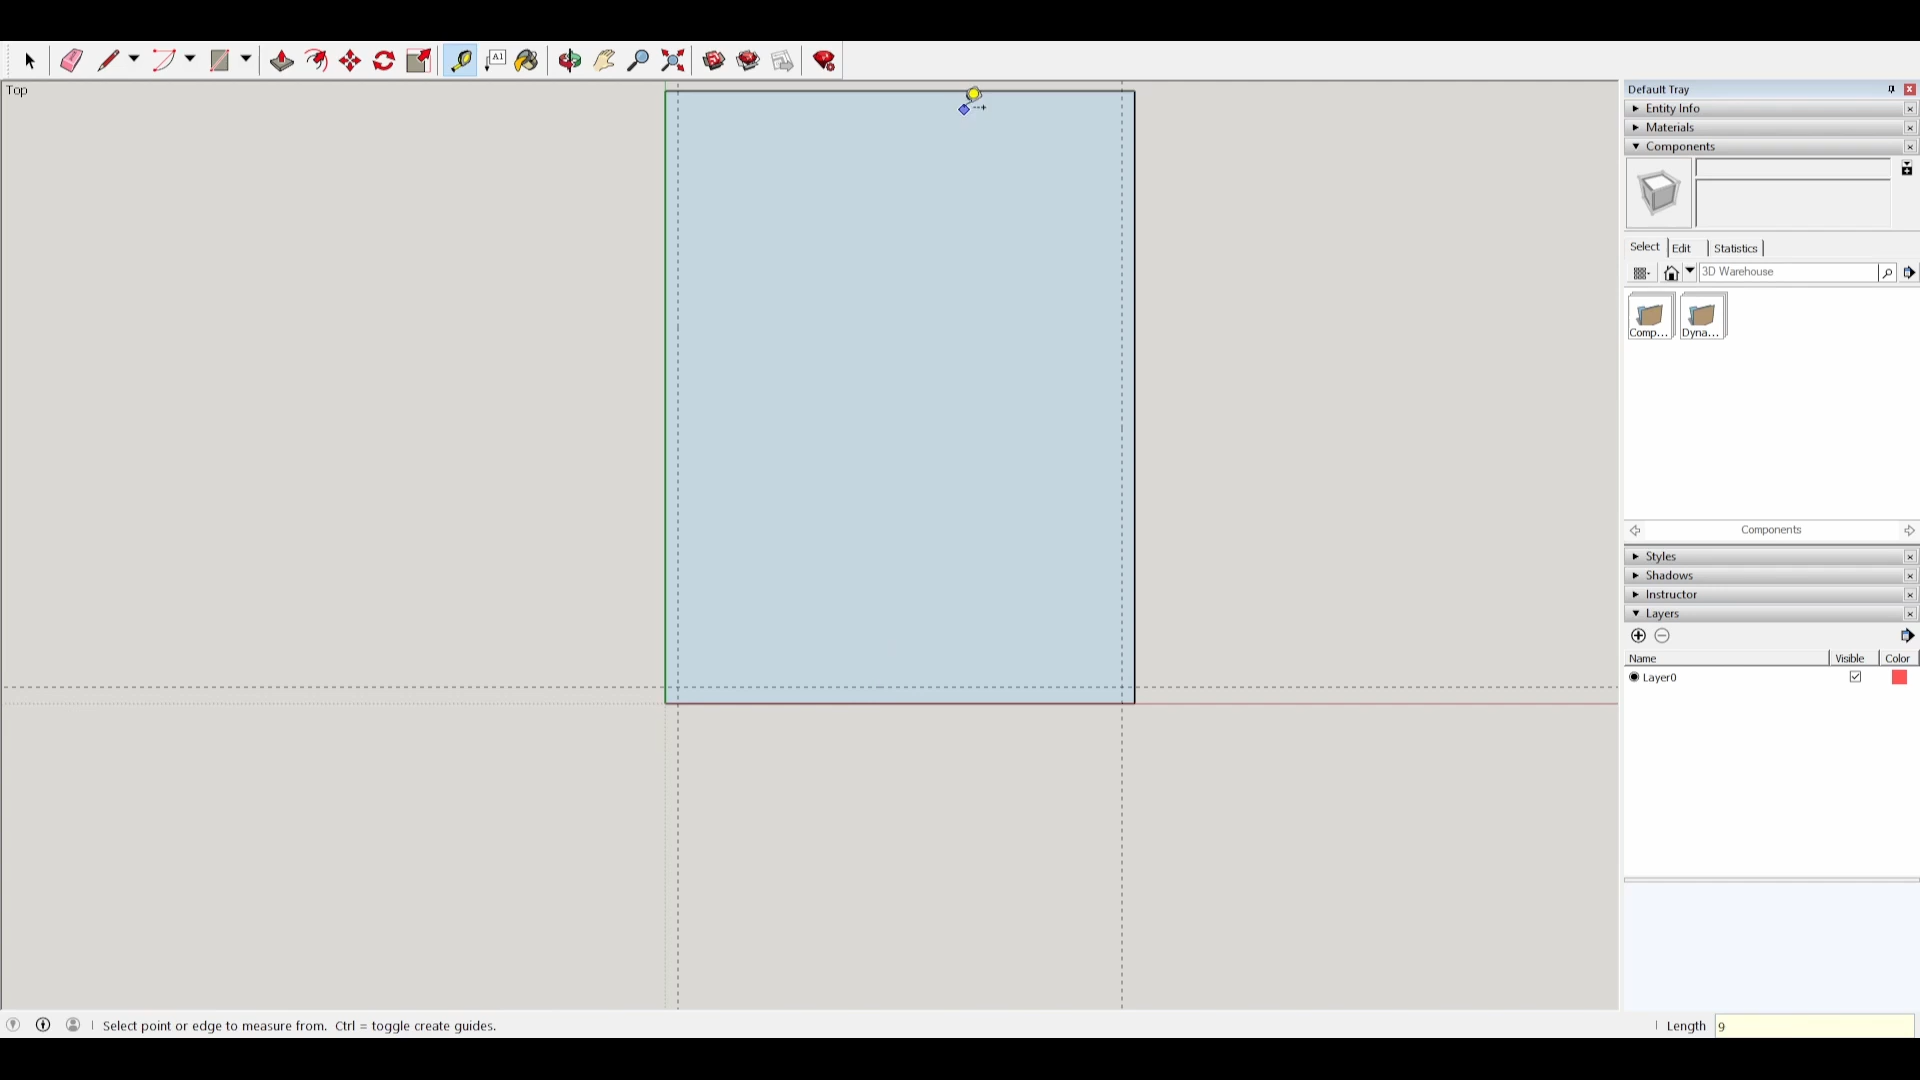 A1
Top
Default Tray
Entity Info
Materials
Components
Select Edit Statistics
3D Warehouse
Comp... Dyna...
Components
Styles
Shadows
Instructor
Layers
Name Visible Color
Layer0
Select point or edge to measure from. Ctrl = toggle create guides.
Length 9